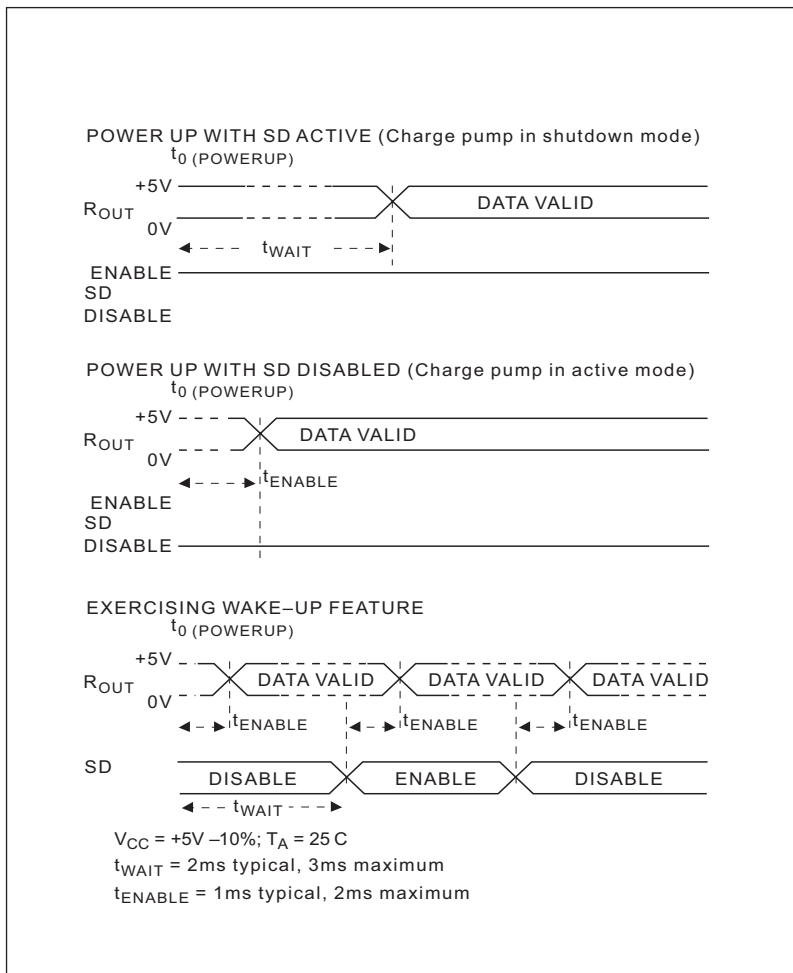 POWER UP WITH SD ACTIVE (Charge pump in shutdown mode)
t0 (POWERUP)
+5V
ROUT
DATA VALID
0V
tWAIT
ENABLE
SD
DISABLE
POWER UP WITH SD DISABLED (Charge pump in active mode)
t0 (POWERUP)
+5V
ROUT
DATA VALID
0V
tENABLE
ENABLE
SD
DISABLE
EXERCISING WAKE–UP FEATURE
t0 (POWERUP)
+5V
ROUT
DATA VALID DATA VALID DATA VALID
0V
tENABLE tENABLE tENABLE
SD
DISABLE ENABLE DISABLE
tWAIT
VCC = +5V –10%; TA = 25 C
tWAIT = 2ms typical, 3ms maximum
tENABLE = 1ms typical, 2ms maximum